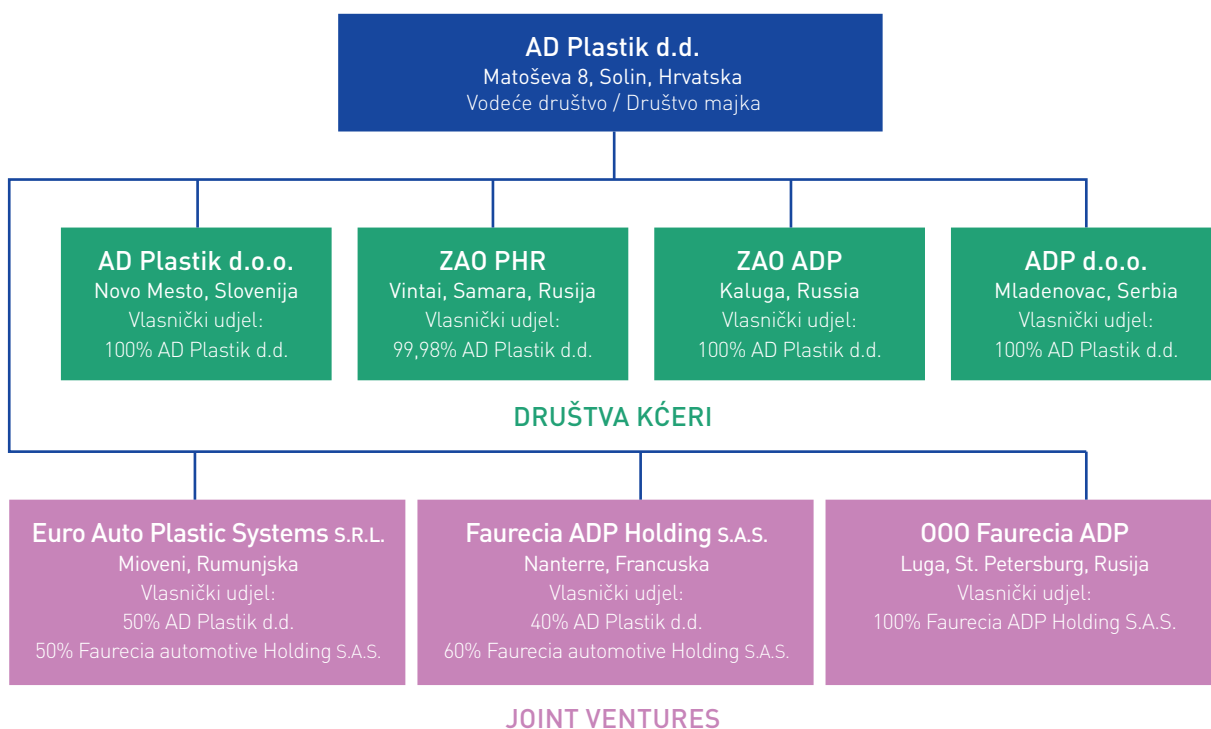 AD Plastik d.d.
Matoševa 8, Solin, Hrvatska
Vodeće društvo / Društvo majka
AD Plastik d.o.o.
Novo Mesto, Slovenija
Vlasnički udjel:
100% AD Plastik d.d.
ZAO PHR
Vintai, Samara, Rusija
Vlasnički udjel:
99,98% AD Plastik d.d.
ZAO ADP
Kaluga, Russia
Vlasnički udjel:
100% AD Plastik d.d.
ADP d.o.o.
Mladenovac, Serbia
Vlasnički udjel:
100% AD Plastik d.d.
DRUŠTVA KĆERI
Euro Auto Plastic Systems S.R.L.
Mioveni, Rumunjska
Vlasnički udjel:
50% AD Plastik d.d.
50% Faurecia automotive Holding S.A.S.
Faurecia ADP Holding S.A.S.
Nanterre, Francuska
Vlasnički udjel:
40% AD Plastik d.d.
60% Faurecia automotive Holding S.A.S.
OOO Faurecia ADP
Luga, St. Petersburg, Rusija
Vlasnički udjel:
100% Faurecia ADP Holding S.A.S.
JOINT VENTURES